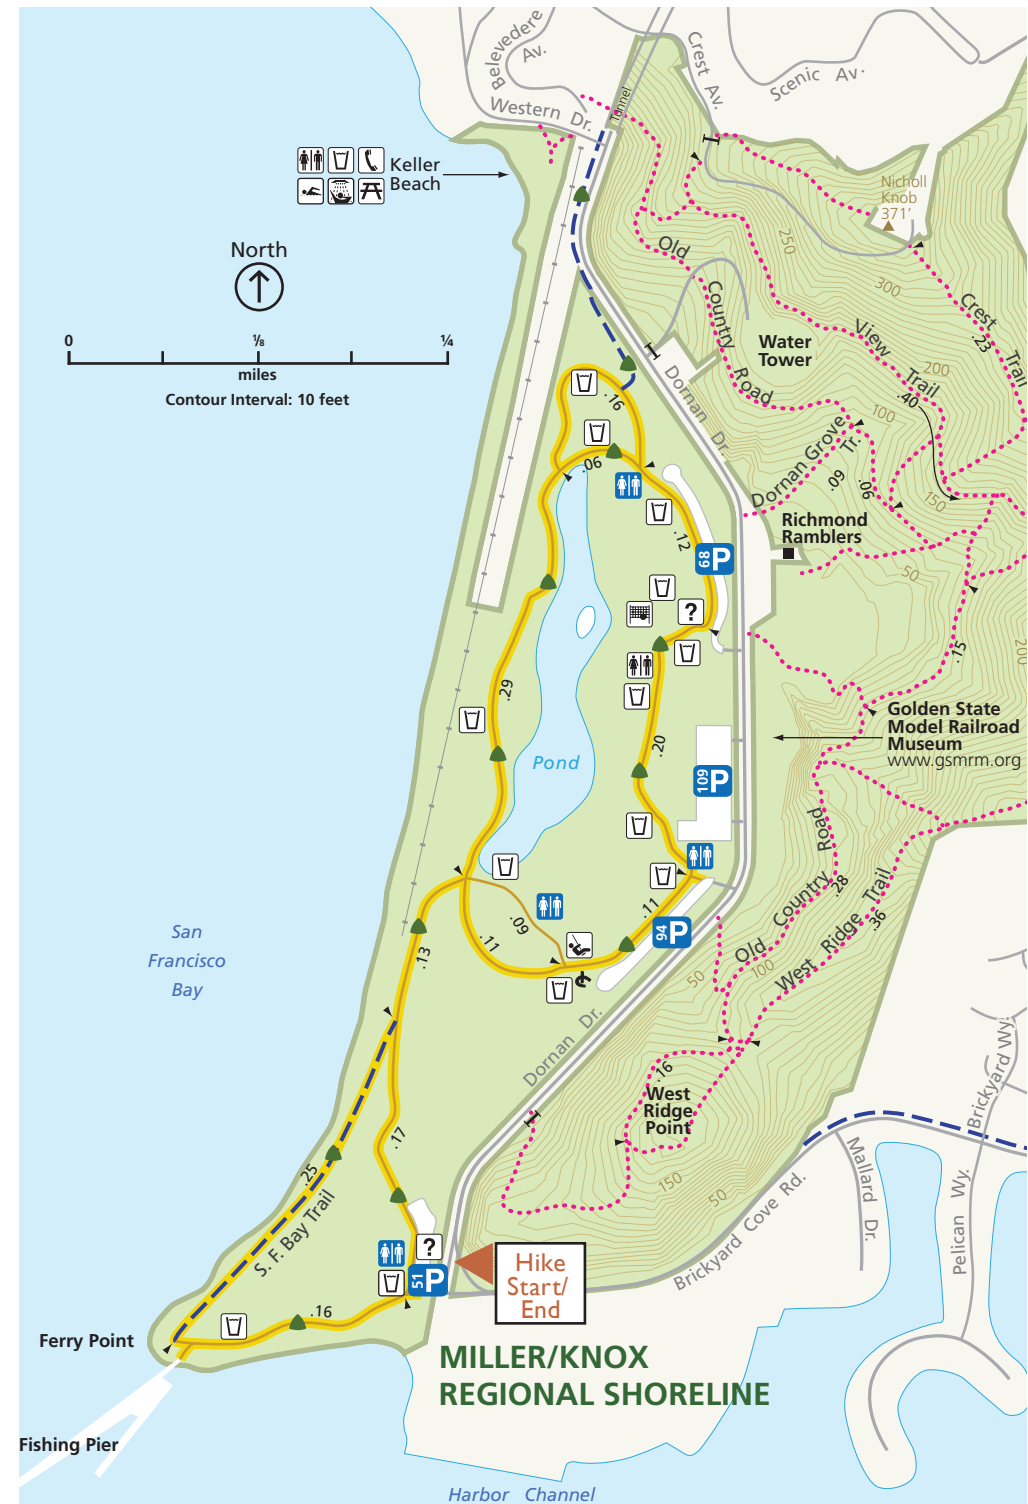 Belevedere
Av.
Crest Av.
Scenic Av.
Western Dr.
Tunnel
Keller
Beach
Nicholl
Knob
371'
North
250
300
Old
Country
Road
Crest
.23
Trail
0
⅛
¼
miles
Contour Interval: 10 feet
Water
Tower
View
Trail
.40
200
100
Dornan Dr.
.16
.06
.12
Dornan Grove
Tr.
.09
.06
150
Richmond
Ramblers
68 P
50
?
.15
200
.29
.20
Golden State
Model Railroad
Museum
www.gsmrm.org
Pond
109 P
Road
Country
.28
Old
West Ridge Trail
.36
.11
94 P
.09
.11
.13
50
100
San
Francisco
Bay
Dornan Dr.
Brickyard Wy.
.16
West
Ridge
Point
.17
150
50
.25
S. F. Bay Trail
Mallard Dr.
Pelican Wy.
Brickyard Cove Rd.
?
51 P
Hike
Start/
End
.16
Ferry Point
MILLER/KNOX
REGIONAL SHORELINE
Fishing Pier
Harbor Channel